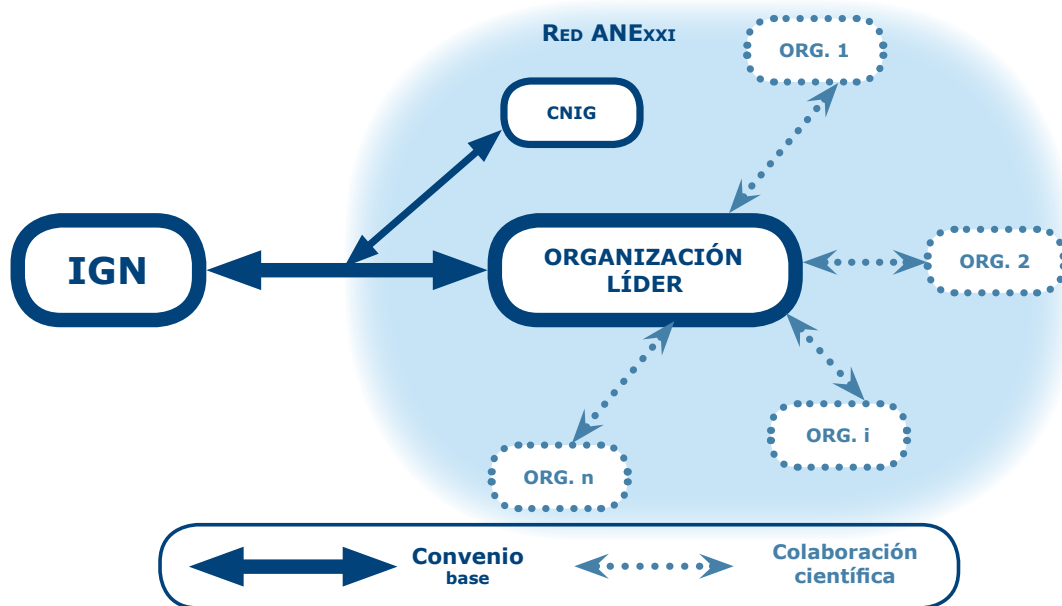 RED ANEXXI
ORG. 1
CNIG
IGN
ORGANIZACIÓN
LÍDER
ORG. 2
ORG. i
ORG. n
Convenio
base
Colaboración
científica